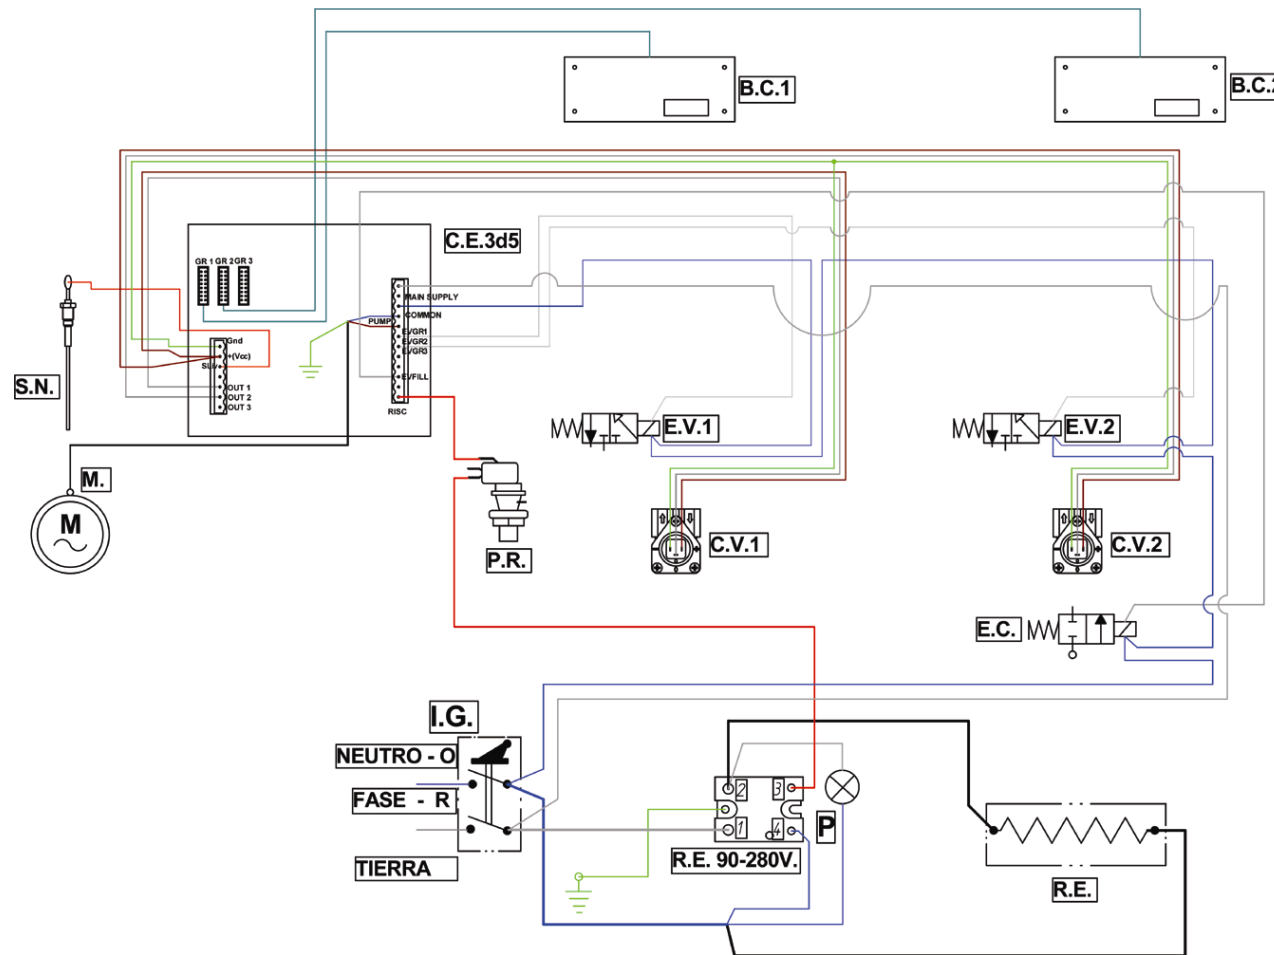 B.C.1
B.C.2
C.E.3d5
GR 1 GR 2 GR 3
MAIN SUPPLY
COMMON
PUMP
EVGR1
EVGR2
EVGR3
EVFILL
RISC
Gnd
+(Vcc)
OUT 1
OUT 2
OUT 3
S.N.
M.
M
P.R.
E.V.1
E.V.2
C.V.1
C.V.2
E.C.
I.G.
NEUTRO - O
FASE - R
TIERRA
2
3
1
4
P
R.E. 90-280V.
R.E.